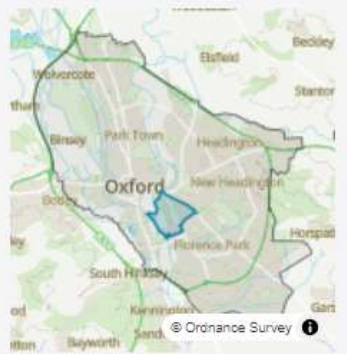 Beckley
Elsfield
Wolvercote
Stanton
Binsey
Park Town
Headington
Oxford
New Headington
Botley
Florence Park
Horspath
South Hinksey
Kennington
© Ordnance Survey
Bayworth